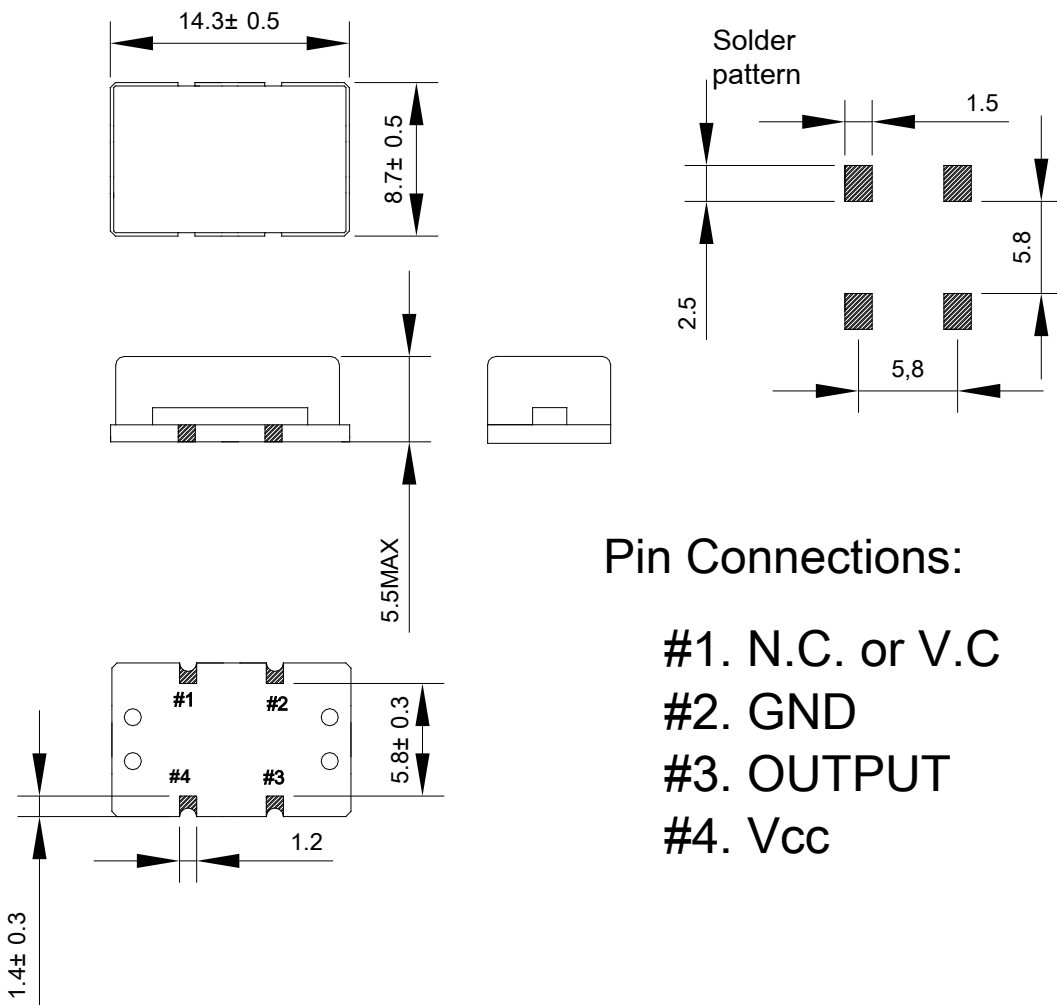 14.3± 0.5
8.7± 0.5
Solder
pattern
1.5
2.5
5.8
5,8
5.5MAX
Pin Connections:
#1. N.C. or V.C
#2. GND
#3. OUTPUT
#4. Vcc
#1
#2
#4
#3
5.8± 0.3
1.2
1.4± 0.3